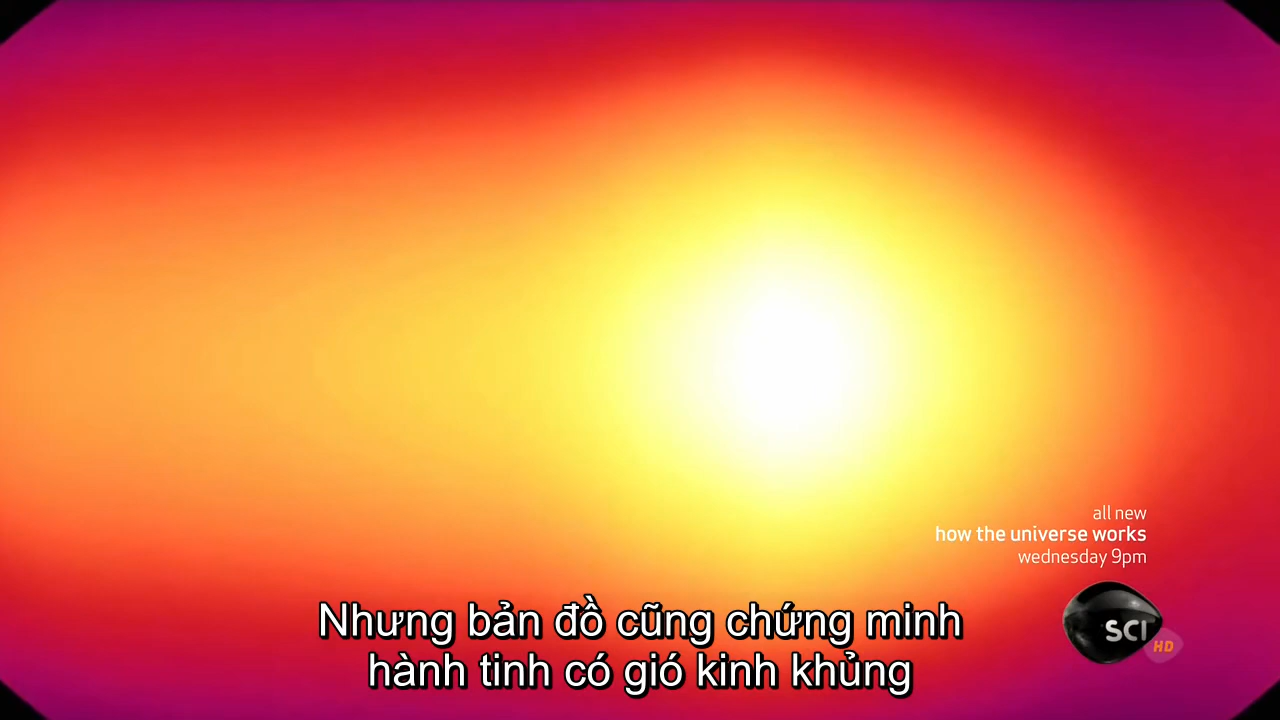 all new
how the universe works
wednesday 9pm
SCI
HD
Nhưng bản đồ cũng chứng minh
hành tinh có gió kinh khủng